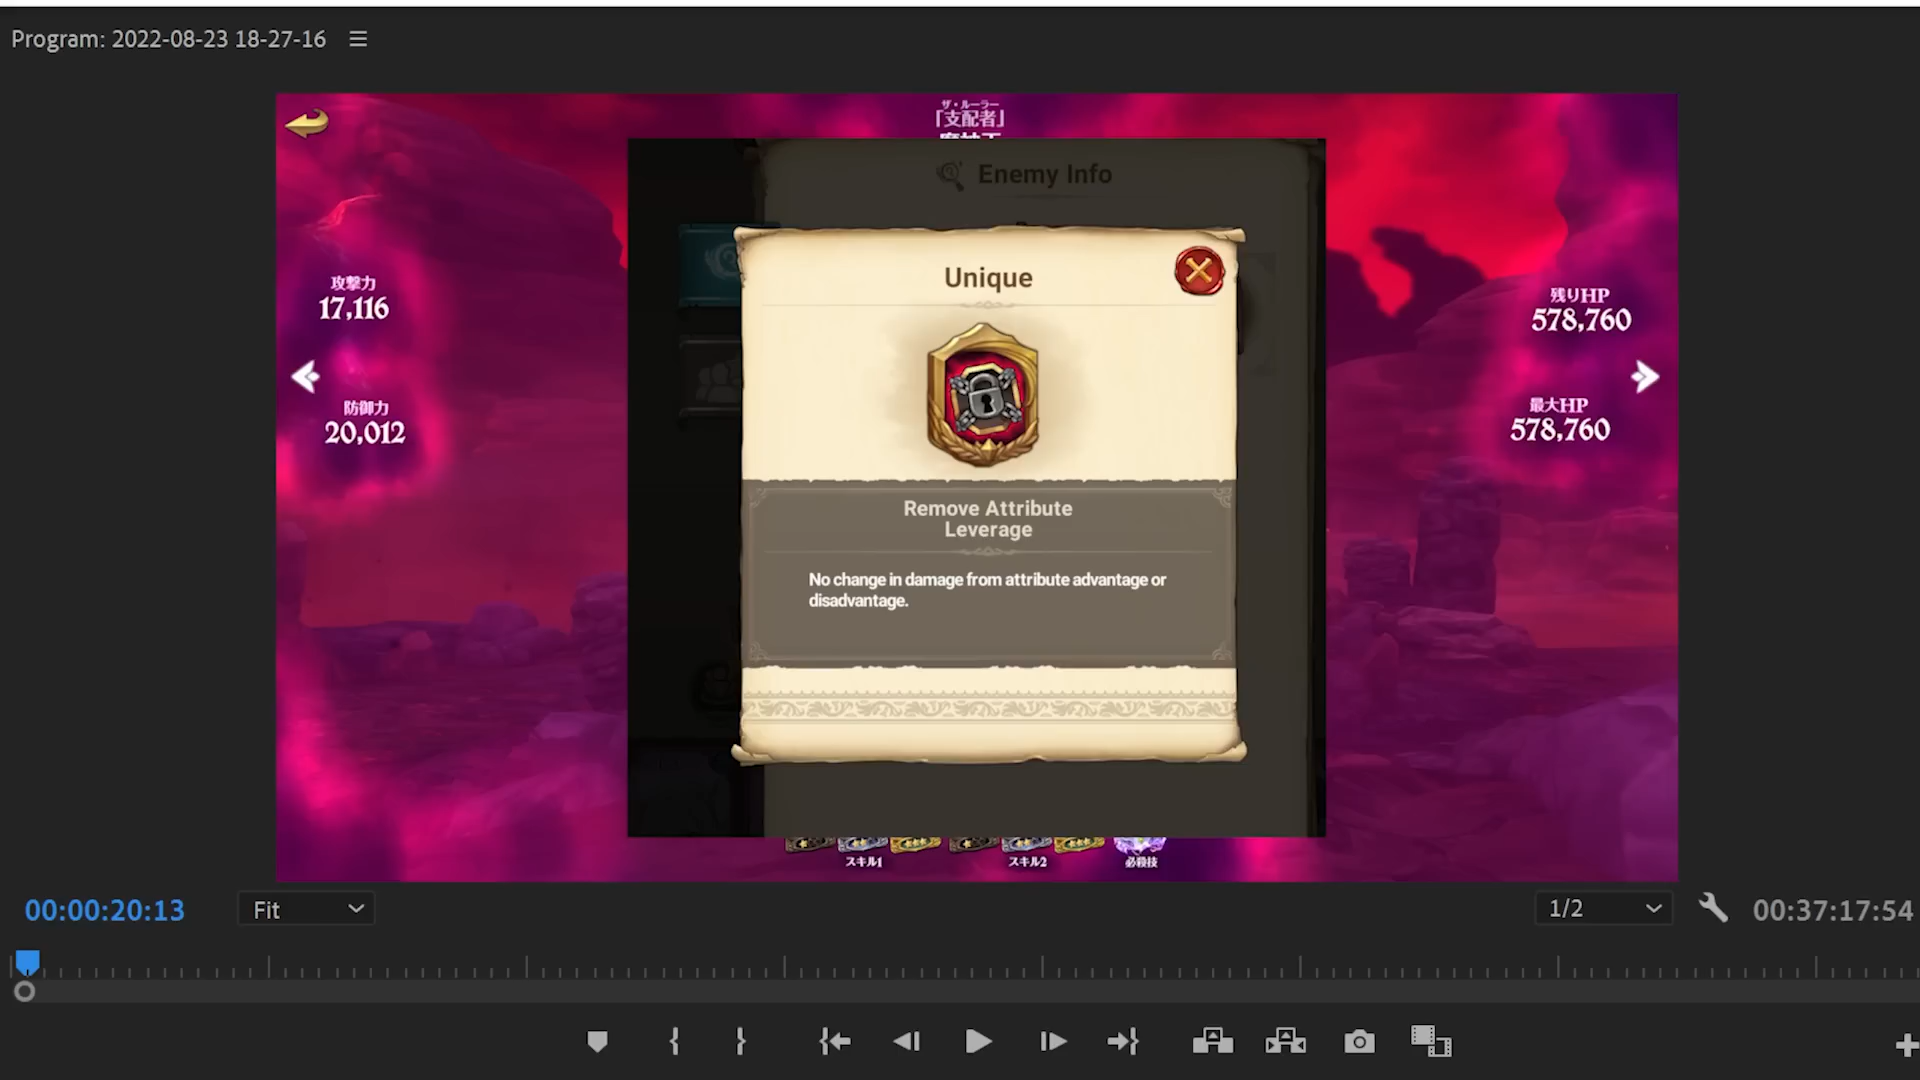 Program: 2022-08-23 18-27-16
ザ・ルーラー
「支配者」
Enemy Info
Unique
攻撃力
17,116
残りHP
578,760
防御力
20,012
最大HP
578,760
Remove Attribute
Leverage
No change in damage from attribute advantage or
disadvantage.
スキル1
スキル2
必殺技
00:00:20:13
Fit
1/2
00:37:17:54